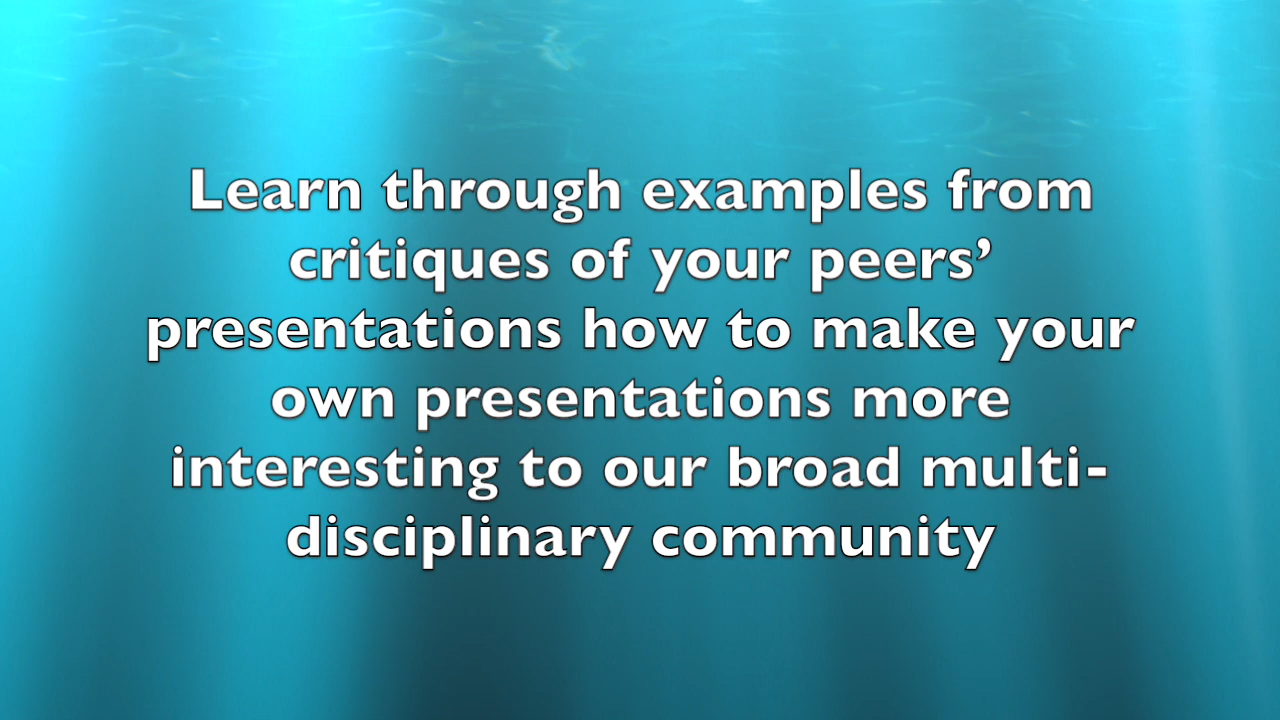 Learn through examples from
critiques of your peers’
presentations how to make your
own presentations more
interesting to our broad multi-
disciplinary community